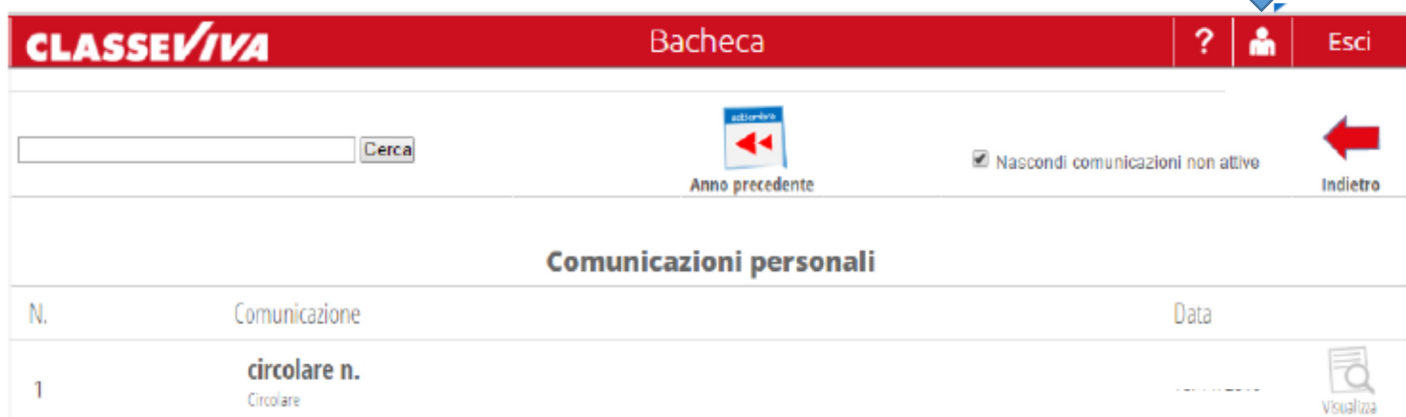 CLASSEVIVA Bacheca ? Esci
Cerca
Anno precedente
Nascondi comunicazioni non attive
Indietro
Comunicazioni personali
N. Comunicazione Data
1 circolare n.
Circolare
Visualizza